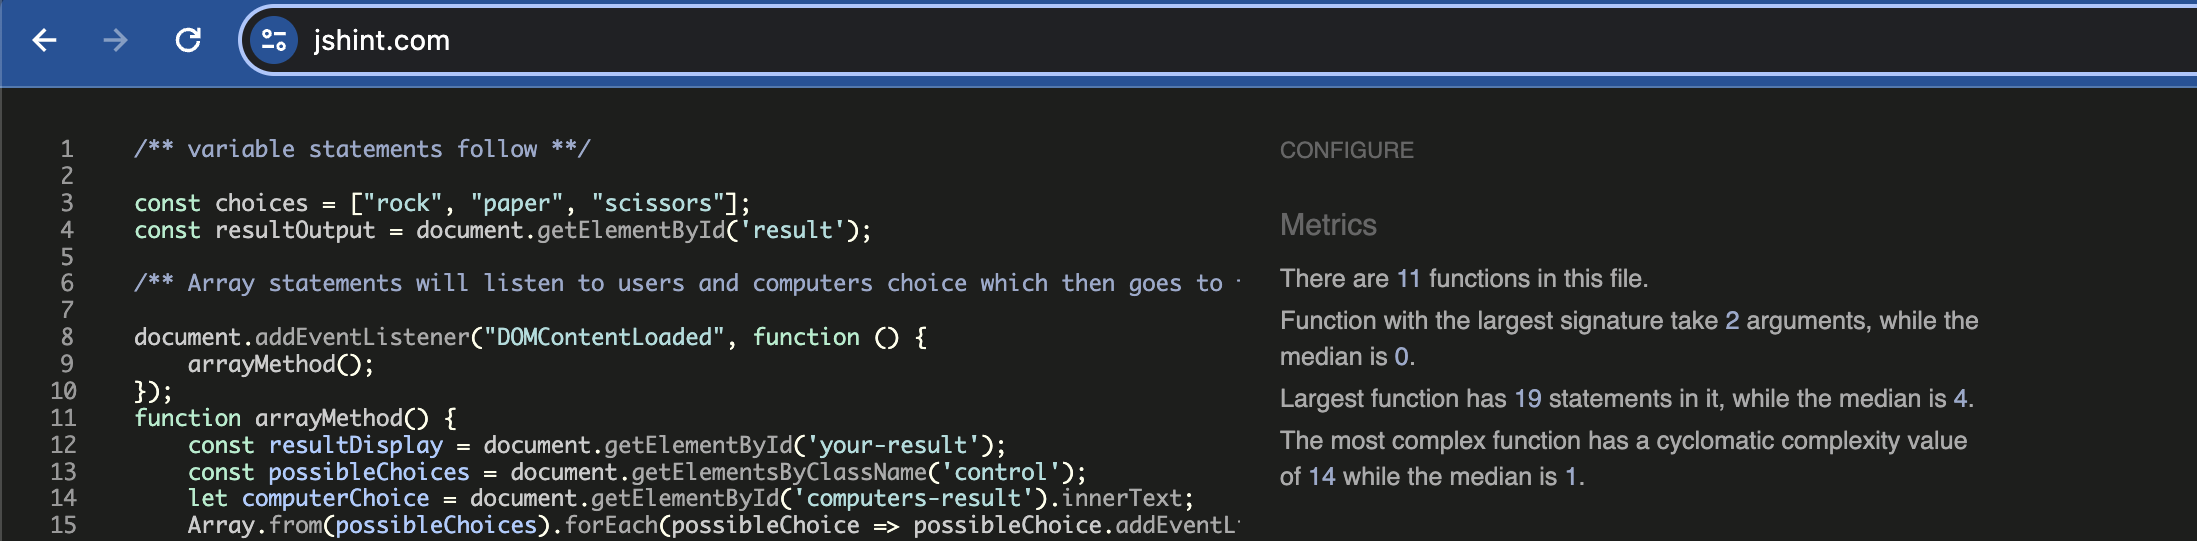 jshint.com
1 /** variable statements follow **/
2
3 const choices = ["rock", "paper", "scissors"];
4 const resultOutput = document.getElementById('result');
5
6 /** Array statements will listen to users and computers choice which then goes to
7
8 document.addEventListener("DOMContentLoaded", function () {
9     arrayMethod();
10 });
11 function arrayMethod() {
12     const resultDisplay = document.getElementById('your-result');
13     const possibleChoices = document.getElementsByClassName('control');
14     let computerChoice = document.getElementById('computers-result').innerText;
15     Array.from(possibleChoices).forEach(possibleChoice => possibleChoice.addEventL
CONFIGURE
Metrics
There are 11 functions in this file.
Function with the largest signature take 2 arguments, while the
median is 0.
Largest function has 19 statements in it, while the median is 4.
The most complex function has a cyclomatic complexity value
of 14 while the median is 1.